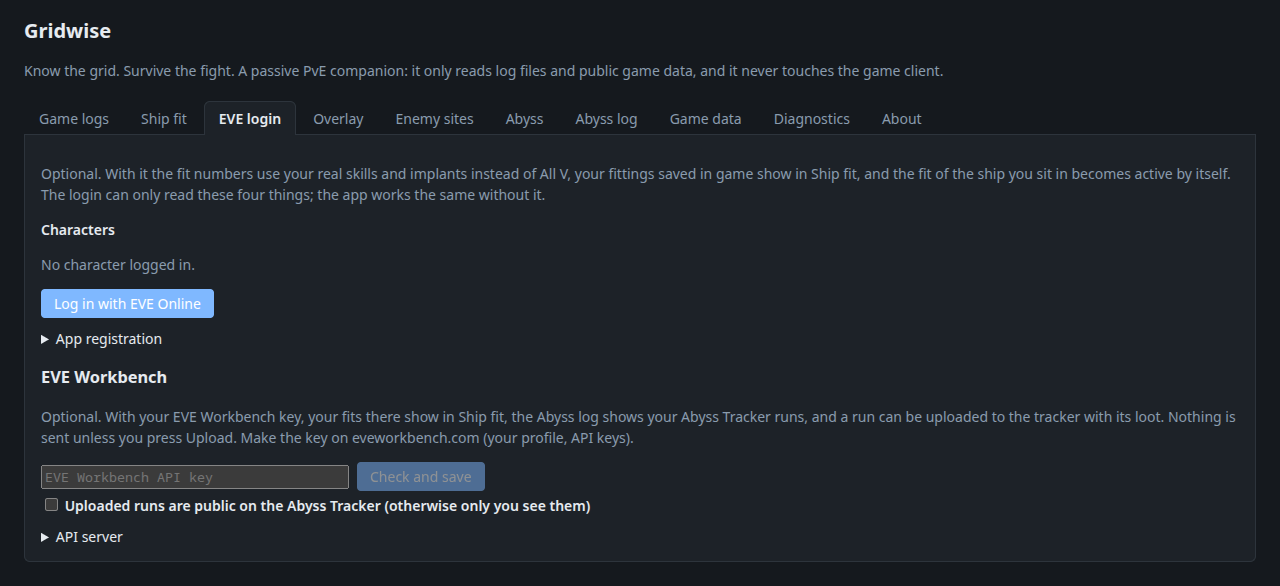 Gridwise
Know the grid. Survive the fight. A passive PvE companion: it only reads log files and public game data, and it never touches the game client.
Game logs Ship fit EVE login Overlay Enemy sites Abyss Abyss log Game data Diagnostics About
Optional. With it the fit numbers use your real skills and implants instead of All V, your fittings saved in game show in Ship fit, and the fit of the ship you sit in becomes active by itself.
The login can only read these four things; the app works the same without it.
Characters
No character logged in.
Log in with EVE Online
App registration
EVE Workbench
Optional. With your EVE Workbench key, your fits there show in Ship fit, the Abyss log shows your Abyss Tracker runs, and a run can be uploaded to the tracker with its loot. Nothing is
sent unless you press Upload. Make the key on eveworkbench.com (your profile, API keys).
EVE Workbench API key Check and save
Uploaded runs are public on the Abyss Tracker (otherwise only you see them)
API server